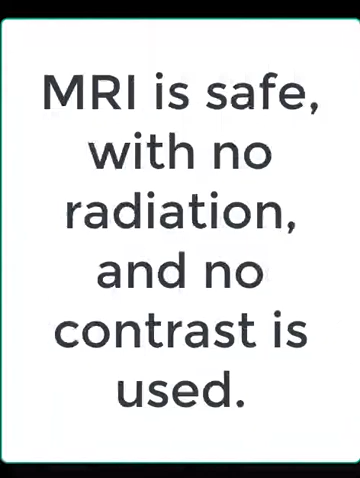 MRI is safe,
with no
radiation,
and no
contrast is
used.